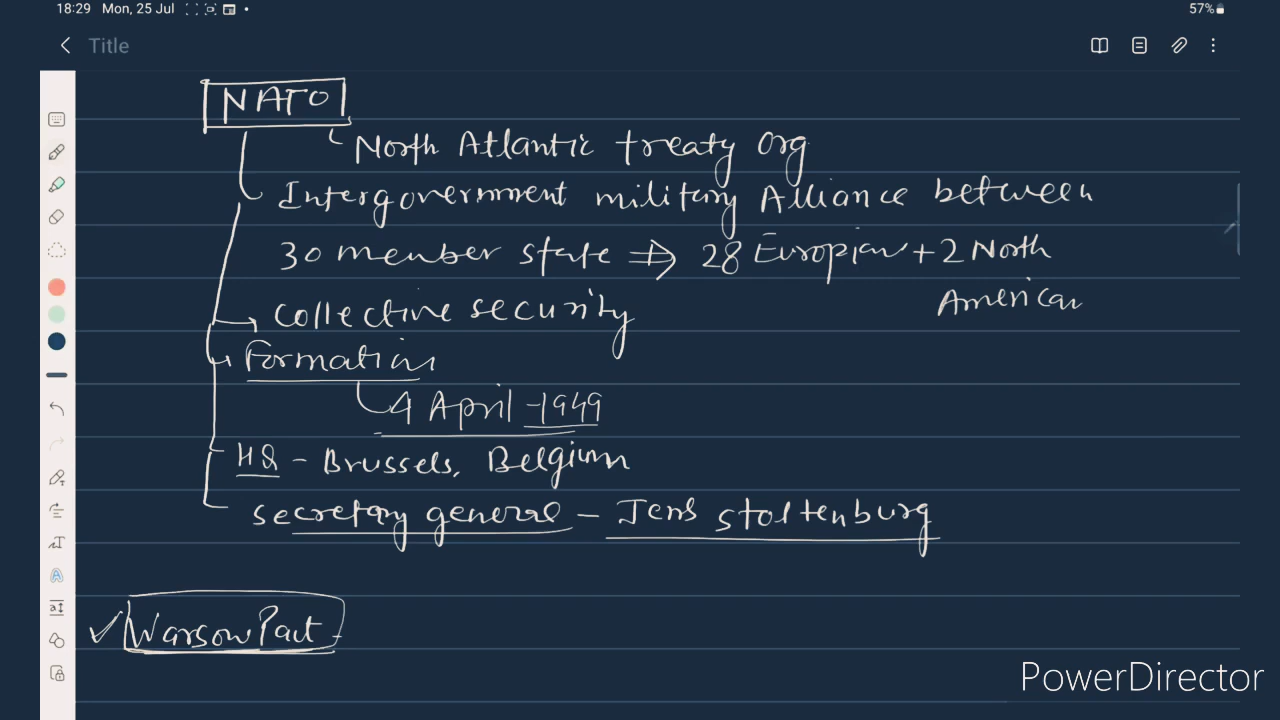 18:29 Mon, 25 Jul
57%
Title
NATO
North Atlantic treaty Org
Intergovernment military Alliance between
30 member state ⇒ 28 Europian + 2 North
American
→ collective security
Formation
4 April -1949
HQ - Brussels, Belgium
secretary general - Jens stoltenburg
✓ Warsow Pact -
PowerDirector